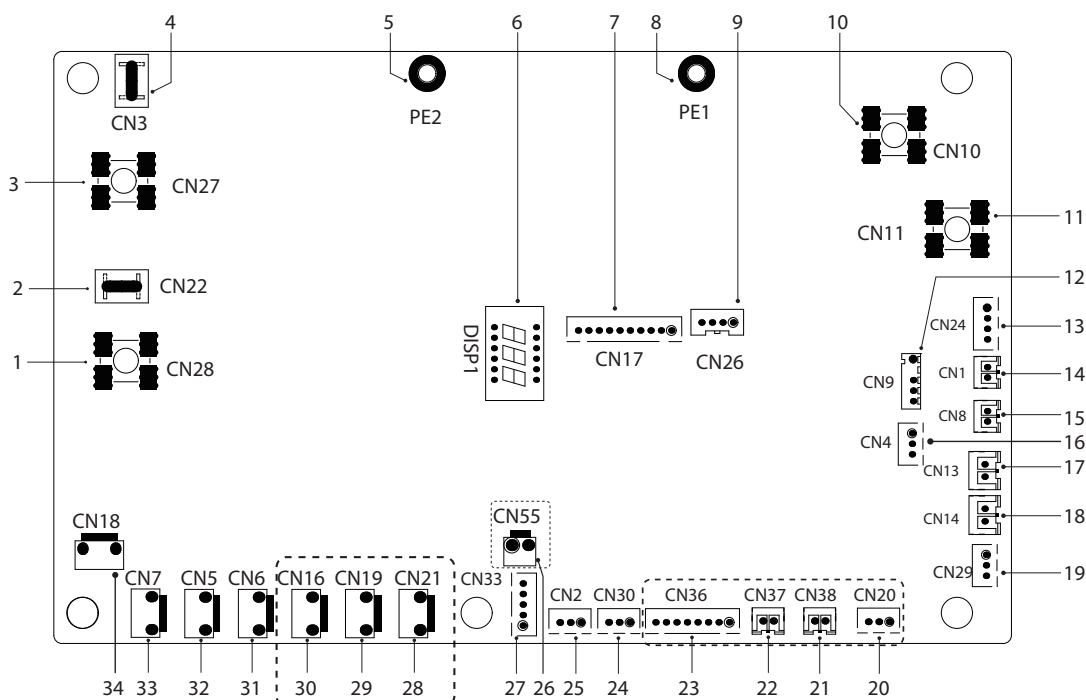 4 5 6 7 8 9 10
PE2 PE1
CN3
CN10
3 CN27
CN11 11
12
2 CN22
CN24 13
DISP1
CN17 CN26
1 CN28
CN9 CN1 14
CN8 15
CN4 16
CN13 17
CN18 CN55 CN14 18
CN7 CN5 CN6 CN16 CN19 CN21 CN33 CN29 19
CN2 CN30 CN36 CN37 CN38 CN20
34 33 32 31 30 29 28 27 26 25 24 23 22 21 20